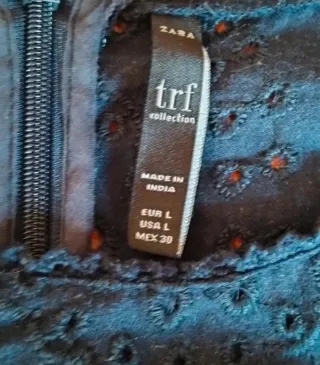 ZARA
trf
collection
MADE IN
INDIA
EUR L
USA L
MEX 30